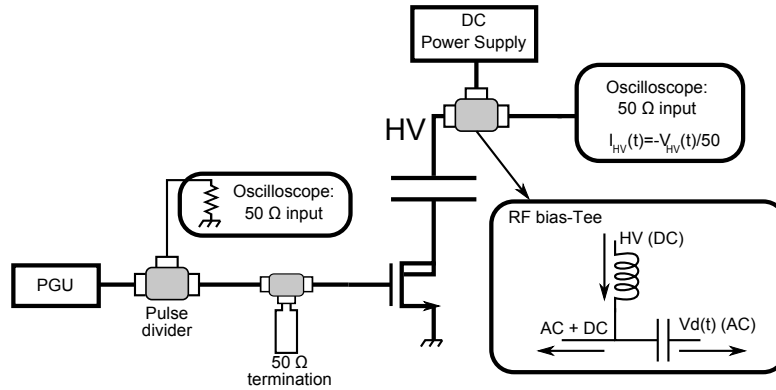 DC
Power Supply
Oscilloscope:
50 Ω input
I_HV(t)=-V_HV(t)/50
HV
Oscilloscope:
50 Ω input
RF bias-Tee
HV (DC)
AC + DC
Vd(t) (AC)
PGU
Pulse
divider
50 Ω
termination